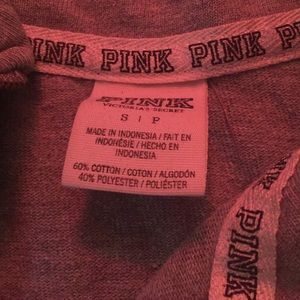 PINK PINK PINK PINK
PINK
VICTORIA'S SECRET
S | P
MADE IN INDONESIA / FAIT EN
INDONÉSIE / HECHO EN
INDONESIA
60% COTTON / COTON / ALGODÓN
40% POLYESTER / POLIÉSTER
PINK
PINK